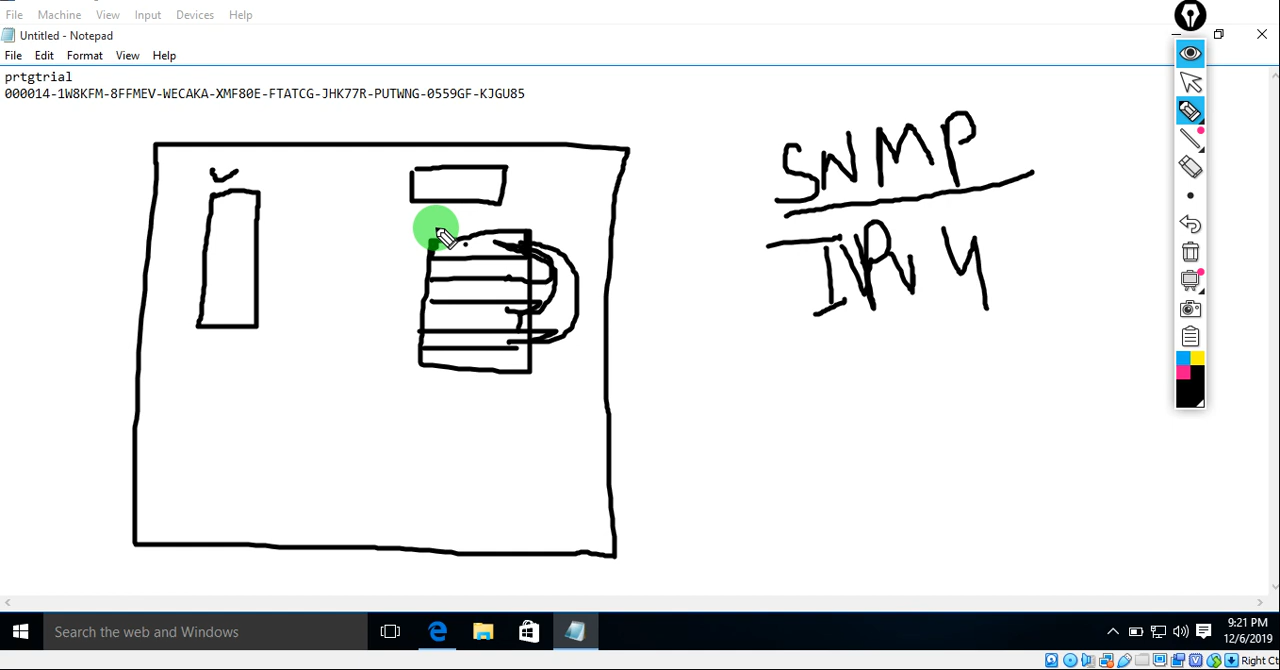 File Machine View Input Devices Help
Untitled - Notepad
File Edit Format View Help
prtgtrial
000014-1W8KFM-8FFMEV-WECAKA-XMF80E-FTATCG-JHK77R-PUTWNG-0559GF-KJGU85
SNMP
Search the web and Windows
9:21 PM
12/6/2019
Right Ct